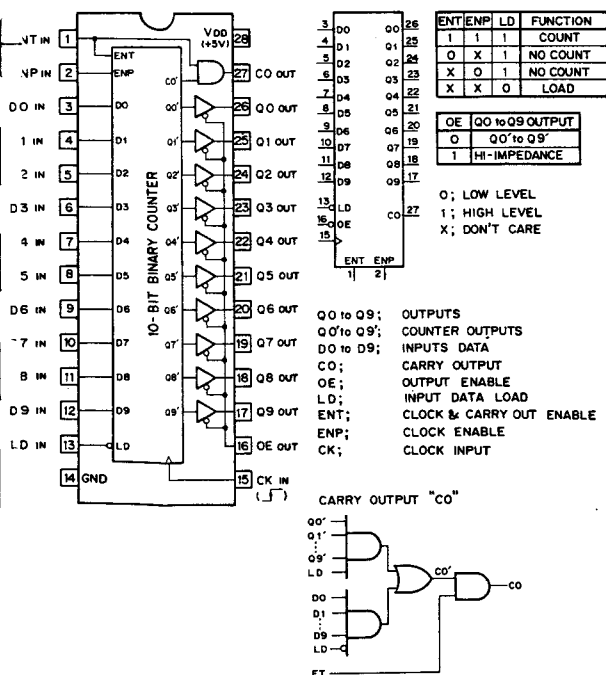 NT IN 1
NP IN 2
D0 IN 3
1 IN 4
2 IN 5
D3 IN 6
4 IN 7
5 IN 8
D6 IN 9
7 IN 10
8 IN 11
D9 IN 12
LD IN 13
14 GND
ENT
ENP
D0
D1
D2
D3
D4
D5
D6
D7
D8
D9
LD
10-BIT BINARY COUNTER
CO'
Q0'
Q1'
Q2'
Q3'
Q4'
Q5'
Q6'
Q7'
Q8'
Q9'
VDD 28
(+5V)
27 CO OUT
26 Q0 OUT
25 Q1 OUT
24 Q2 OUT
23 Q3 OUT
22 Q4 OUT
21 Q5 OUT
20 Q6 OUT
19 Q7 OUT
18 Q8 OUT
17 Q9 OUT
16 OE OUT
15 CK IN
3 D0 Q0 26
4 D1 Q1 25
5 D2 Q2 24
6 D3 Q3 23
7 D4 Q4 22
8 D5 Q5 21
9 D6 Q6 20
10 D7 Q7 19
11 D8 Q8 18
12 D9 Q9 17
13 LD CO 27
16 OE
15
ENT ENP
1 2
ENT ENP LD FUNCTION
1 1 1 COUNT
0 X 1 NO COUNT
X 0 1 NO COUNT
X X 0 LOAD
OE Q0 to Q9 OUTPUT
0 Q0' to Q9'
1 HI-IMPEDANCE
0; LOW LEVEL
1; HIGH LEVEL
X; DON'T CARE
Q0 to Q9; OUTPUTS
Q0' to Q9'; COUNTER OUTPUTS
D0 to D9; INPUTS DATA
CO; CARRY OUTPUT
OE; OUTPUT ENABLE
LD; INPUT DATA LOAD
ENT; CLOCK & CARRY OUT ENABLE
ENP; CLOCK ENABLE
CK; CLOCK INPUT
CARRY OUTPUT "CO"
Q0'
Q1'
Q9'
LD
D0
D1
D9
LD
CO'
CO
ET